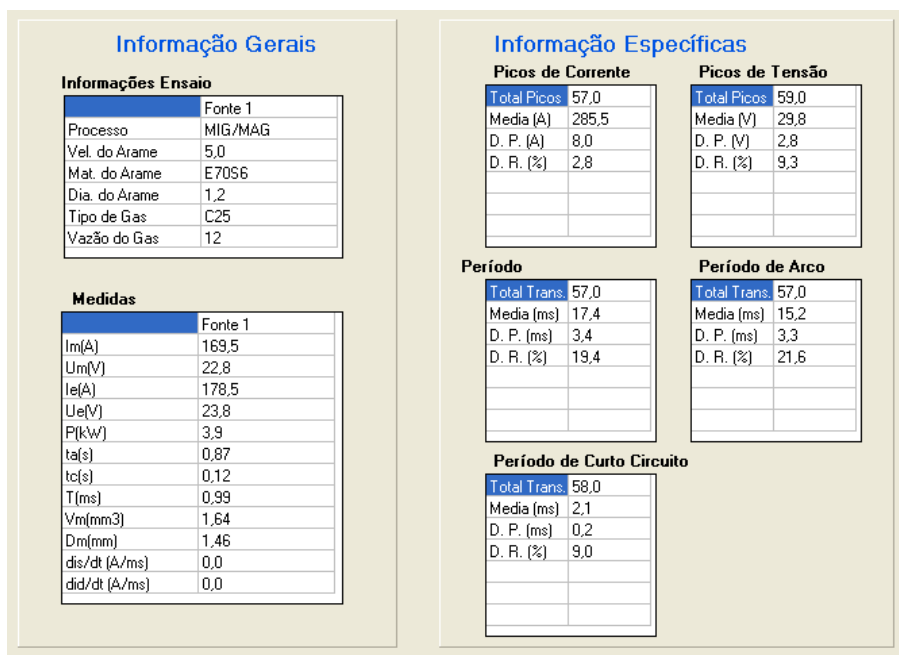 Informação Gerais
Informações Ensaio
Fonte 1
Processo MIG/MAG
Vel. do Arame 5,0
Mat. do Arame E70S6
Dia. do Arame 1,2
Tipo de Gas C25
Vazão do Gas 12
Medidas
Fonte 1
Im(A) 169,5
Um(V) 22,8
Ie(A) 178,5
Ue(V) 23,8
P(kW) 3,9
ta(s) 0,87
tc(s) 0,12
T(ms) 0,99
Vm(mm3) 1,64
Dm(mm) 1,46
dis/dt (A/ms) 0,0
did/dt (A/ms) 0,0
Informação Específicas
Picos de Corrente
Total Picos 57,0
Media (A) 285,5
D. P. (A) 8,0
D. R. (%) 2,8
Picos de Tensão
Total Picos 59,0
Media (V) 29,8
D. P. (V) 2,8
D. R. (%) 9,3
Período
Total Trans. 57,0
Media (ms) 17,4
D. P. (ms) 3,4
D. R. (%) 19,4
Período de Arco
Total Trans. 57,0
Media (ms) 15,2
D. P. (ms) 3,3
D. R. (%) 21,6
Período de Curto Circuito
Total Trans. 58,0
Media (ms) 2,1
D. P. (ms) 0,2
D. R. (%) 9,0